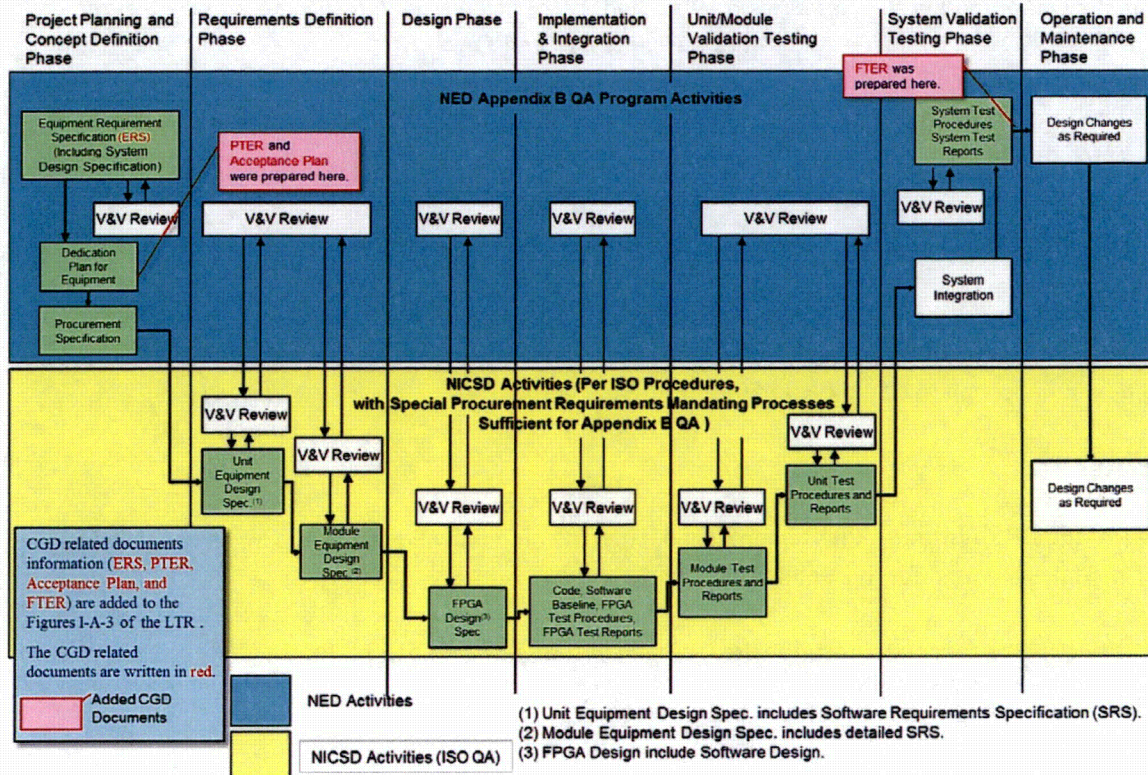 Project Planning and
Concept Definition
Phase
Requirements Definition
Phase
Design Phase
Implementation
& Integration
Phase
Unit/Module
Validation Testing
Phase
System Validation
Testing Phase
Operation and
Maintenance Phase
FTER was
prepared here.
NED Appendix B QA Program Activities
Equipment Requirement
Specification (ERS)
(Including System
Design Specification)
PTER and
Acceptance Plan
were prepared here.
System Test
Procedures
System Test
Reports
Design Changes
as Required
V&V Review
V&V Review
V&V Review
V&V Review
V&V Review
V&V Review
Dedication
Plan for
Equipment
System
Integration
Procurement
Specification
NICSD Activities (Per ISO Procedures,
with Special Procurement Requirements Mandating Processes
Sufficient for Appendix B QA )
V&V Review
V&V Review
V&V Review
V&V Review
V&V Review
V&V Review
Unit
Equipment
Design
Spec.(1)
Unit Test
Procedures and
Reports
Design Changes
as Required
Module
Equipment
Design
Spec.(2)
Module Test
Procedures and
Reports
FPGA
Design(3)
Spec
Code, Software
Baseline, FPGA
Test Procedures,
FPGA Test Reports
CGD related documents
information (ERS, PTER,
Acceptance Plan, and
FTER) are added to the
Figures I-A-3 of the LTR .
The CGD related
documents are written in red.
Added CGD
Documents
NED Activities
NICSD Activities (ISO QA)
(1) Unit Equipment Design Spec. includes Software Requirements Specification (SRS).
(2) Module Equipment Design Spec. includes detailed SRS.
(3) FPGA Design include Software Design.